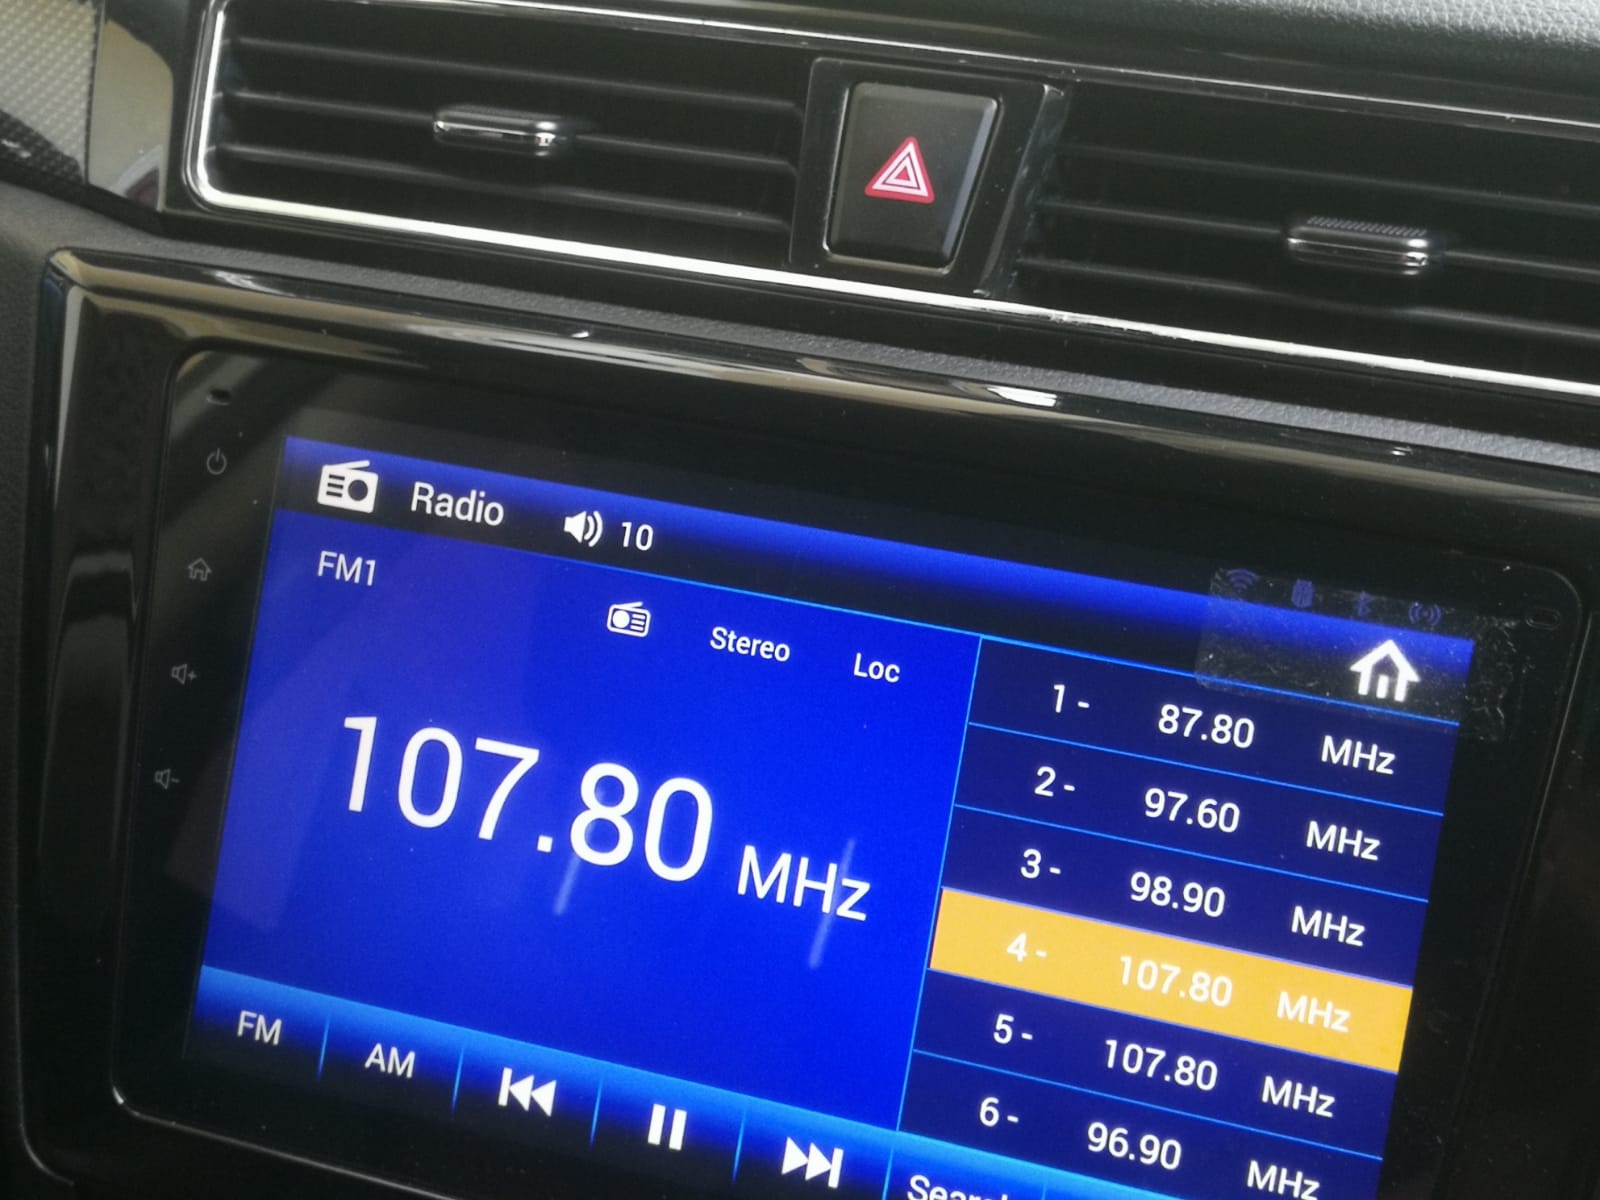 Radio 10
FM1
Stereo Loc
107.80 MHz
1 - 87.80 MHz
2 - 97.60 MHz
3 - 98.90 MHz
4 - 107.80 MHz
5 - 107.80 MHz
6 - 96.90 MHz
FM AM